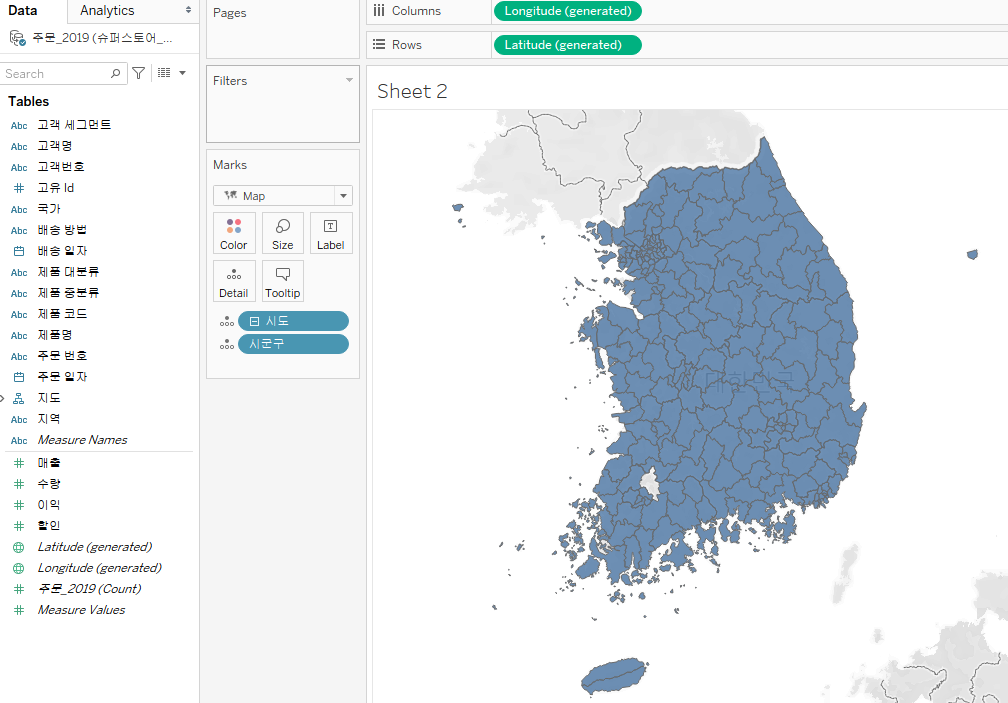 Data
Analytics
주문_2019 (슈퍼스토어_...
Search
Tables
Abc 고객 세그먼트
Abc 고객명
Abc 고객번호
# 고유 Id
Abc 국가
Abc 배송 방법
배송 일자
Abc 제품 대분류
Abc 제품 중분류
Abc 제품 코드
Abc 제품명
Abc 주문 번호
주문 일자
지도
Abc 지역
Abc Measure Names
# 매출
# 수량
# 이익
# 할인
Latitude (generated)
Longitude (generated)
# 주문_2019 (Count)
# Measure Values
Pages
Filters
Marks
Map
Color
Size
T
Label
Detail
Tooltip
시도
시군구
Columns
Longitude (generated)
Rows
Latitude (generated)
Sheet 2
대한민국